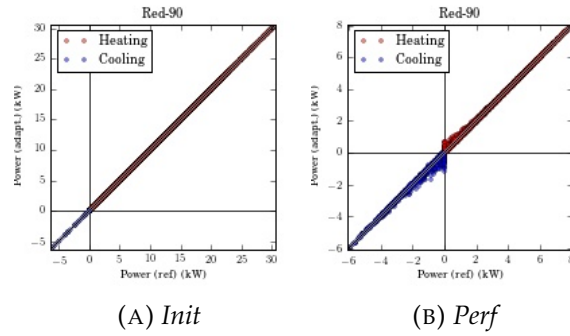 Red-90
30
25
20
15
10
5
0
−5
Power (adapt.) (kW)
Heating
Cooling
−5 0 5 10 15 20 25 30
Power (ref) (kW)
(A) Init
Red-90
8
6
4
2
0
−2
−4
−6
Power (adapt.) (kW)
Heating
Cooling
−6 −4 −2 0 2 4 6 8
Power (ref) (kW)
(B) Perf